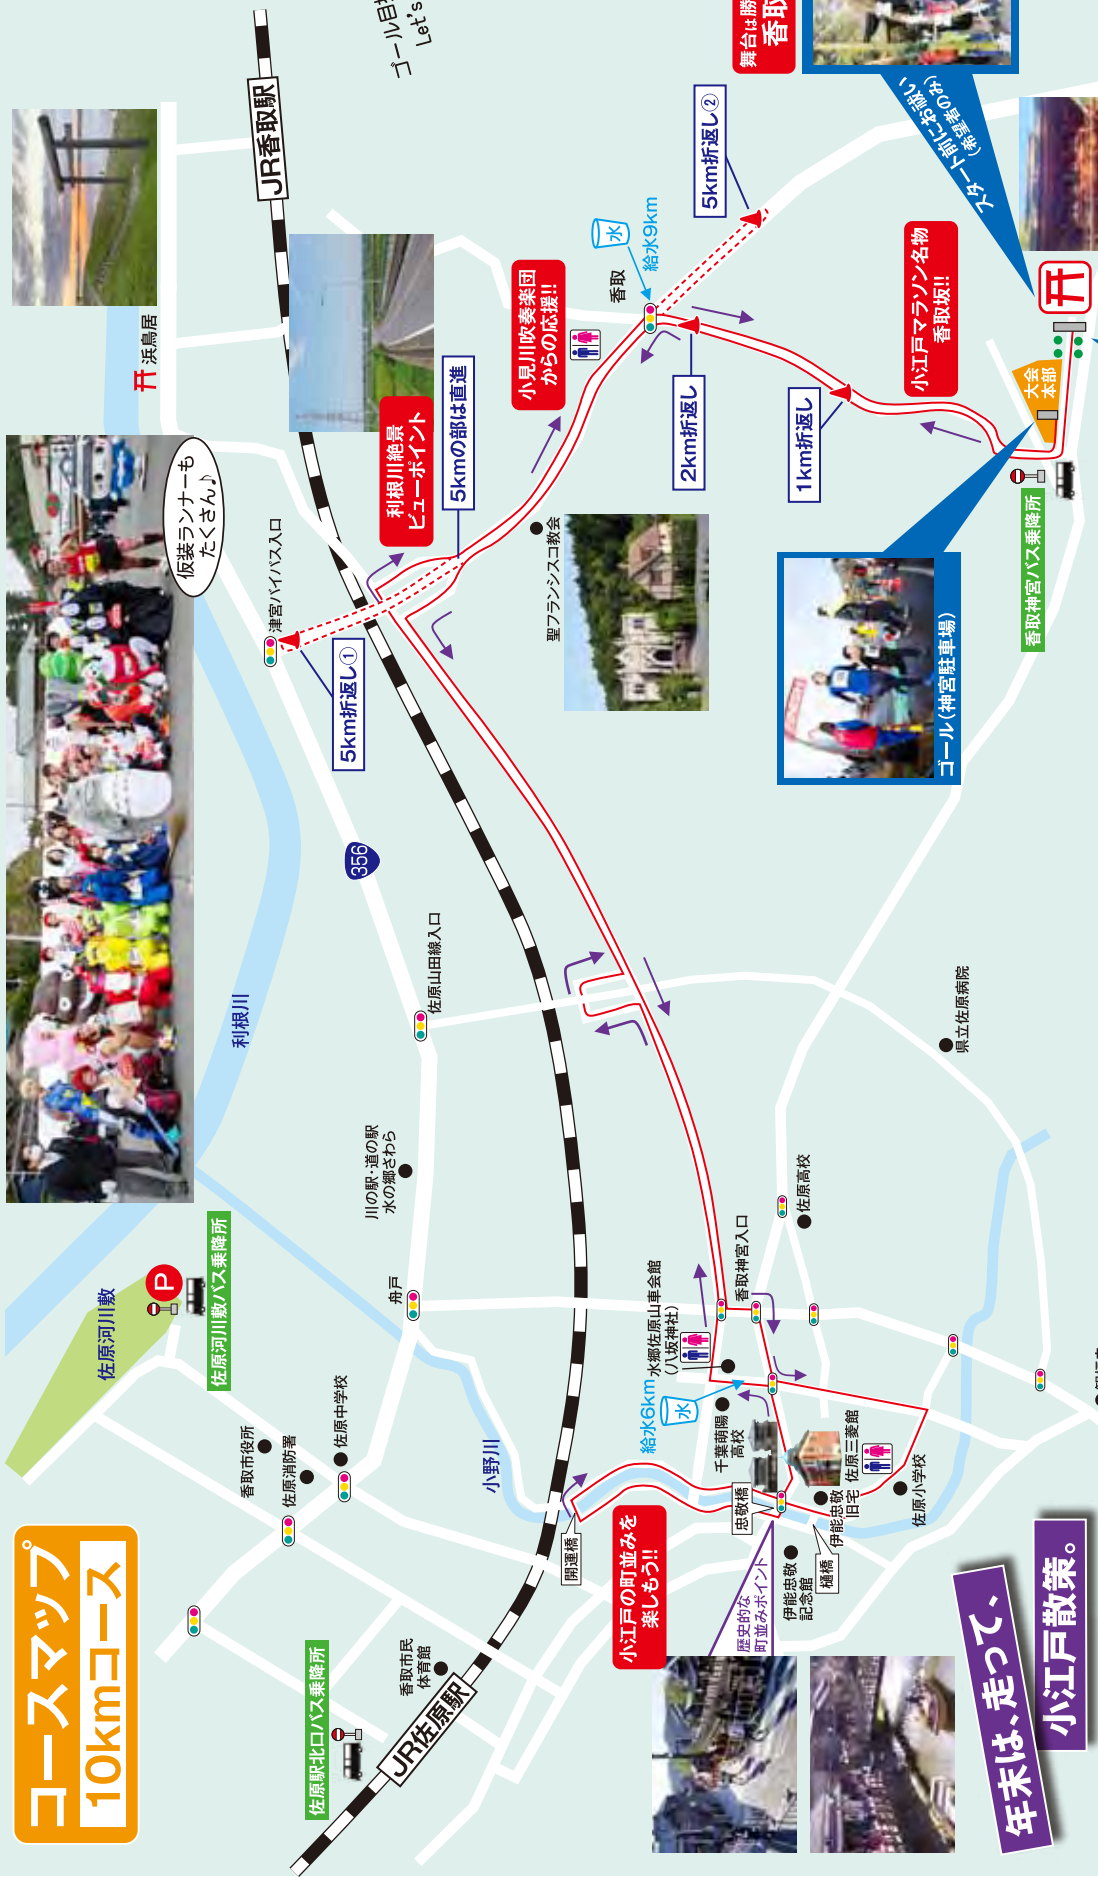 コースマップ
10kmコース
佐原河川敷
P
佐原河川敷バス乗降所
利根川
仮装ランナーも
たくさん♪
浜鳥居
JR香取駅
ゴール目
Let's
津宮バイパス入口
5km折返し①
356
佐原山田線入口
川の駅・道の駅
水の郷さわら
舟戸
香取市役所
佐原消防署
佐原中学校
小野川
佐原駅北口バス乗降所
香取市民
体育館
JR佐原駅
利根川絶景
ビューポイント
5kmの部は直進
小見川吹奏楽団
からの応援!!
香取
水
給水9km
5km折返し②
2km折返し
1km折返し
聖フランシスコ教会
小江戸マラソン名物
香取坂!!
舞台は勝
香取
スタート前にお祓い
(希望者のみ)
大会
本部
香取神宮バス乗降所
ゴール(神宮駐車場)
県立佐原病院
佐原高校
香取神宮入口
水郷佐原山車会館
(八坂神社)
給水6km
水
千葉萌陽
高校
開運橋
小江戸の町並みを
楽しもう!!
忠敬橋
歴史的な
町並みポイント
佐原三菱館
伊能忠敬
旧宅
伊能忠敬
記念館
樋橋
佐原小学校
年末は、走って、
小江戸散策。